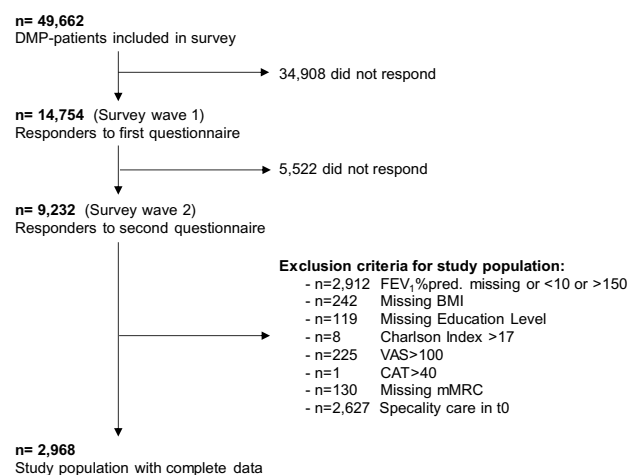 n= 49,662
DMP-patients included in survey
34,908 did not respond
n= 14,754 (Survey wave 1)
Responders to first questionnaire
5,522 did not respond
n= 9,232 (Survey wave 2)
Responders to second questionnaire
Exclusion criteria for study population:
- n=2,912 FEV₁%pred. missing or <10 or >150
- n=242 Missing BMI
- n=119 Missing Education Level
- n=8 Charlson Index >17
- n=225 VAS>100
- n=1 CAT>40
- n=130 Missing mMRC
- n=2,627 Specality care in t0
n= 2,968
Study population with complete data